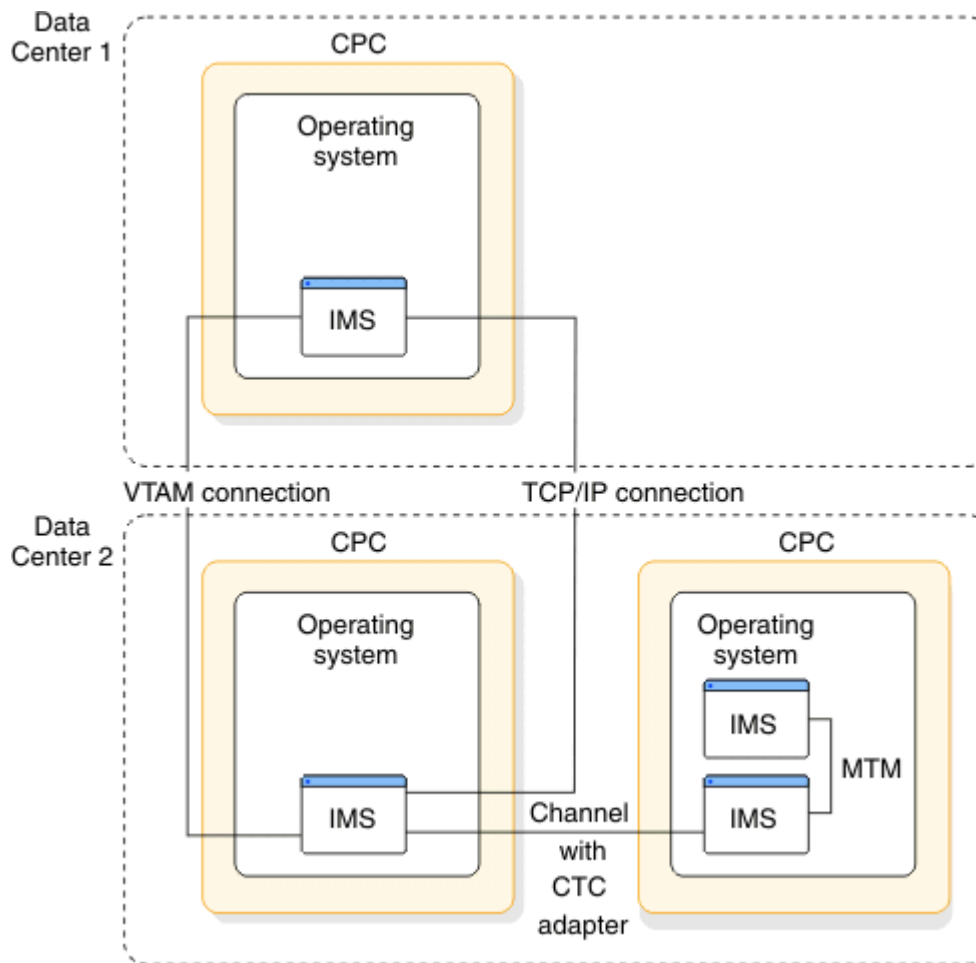 Data
Center 1
CPC
Operating
system
IMS
VTAM connection
TCP/IP connection
Data
Center 2
CPC
Operating
system
IMS
Channel
with
CTC
adapter
CPC
Operating
system
IMS
MTM
IMS